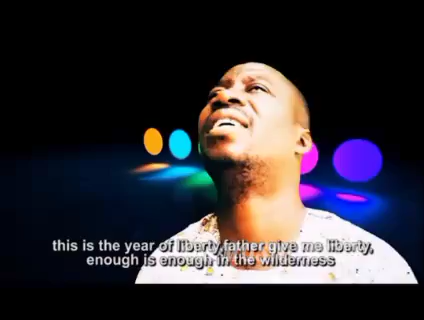 this is the year of liberty,father give me liberty,
enough is enough in the wilderness